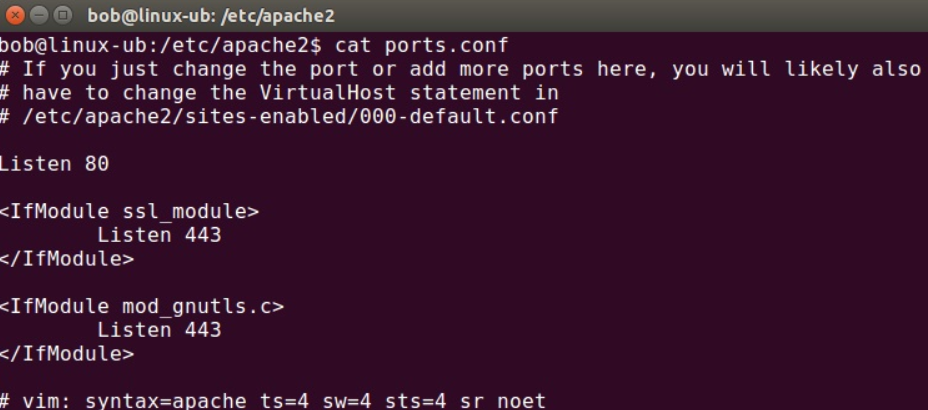 bob@linux-ub: /etc/apache2
bob@linux-ub:/etc/apache2$ cat ports.conf
# If you just change the port or add more ports here, you will likely also
# have to change the VirtualHost statement in
# /etc/apache2/sites-enabled/000-default.conf
Listen 80
<IfModule ssl_module>
Listen 443
</IfModule>
<IfModule mod_gnutls.c>
Listen 443
</IfModule>
# vim: syntax=apache ts=4 sw=4 sts=4 sr noet